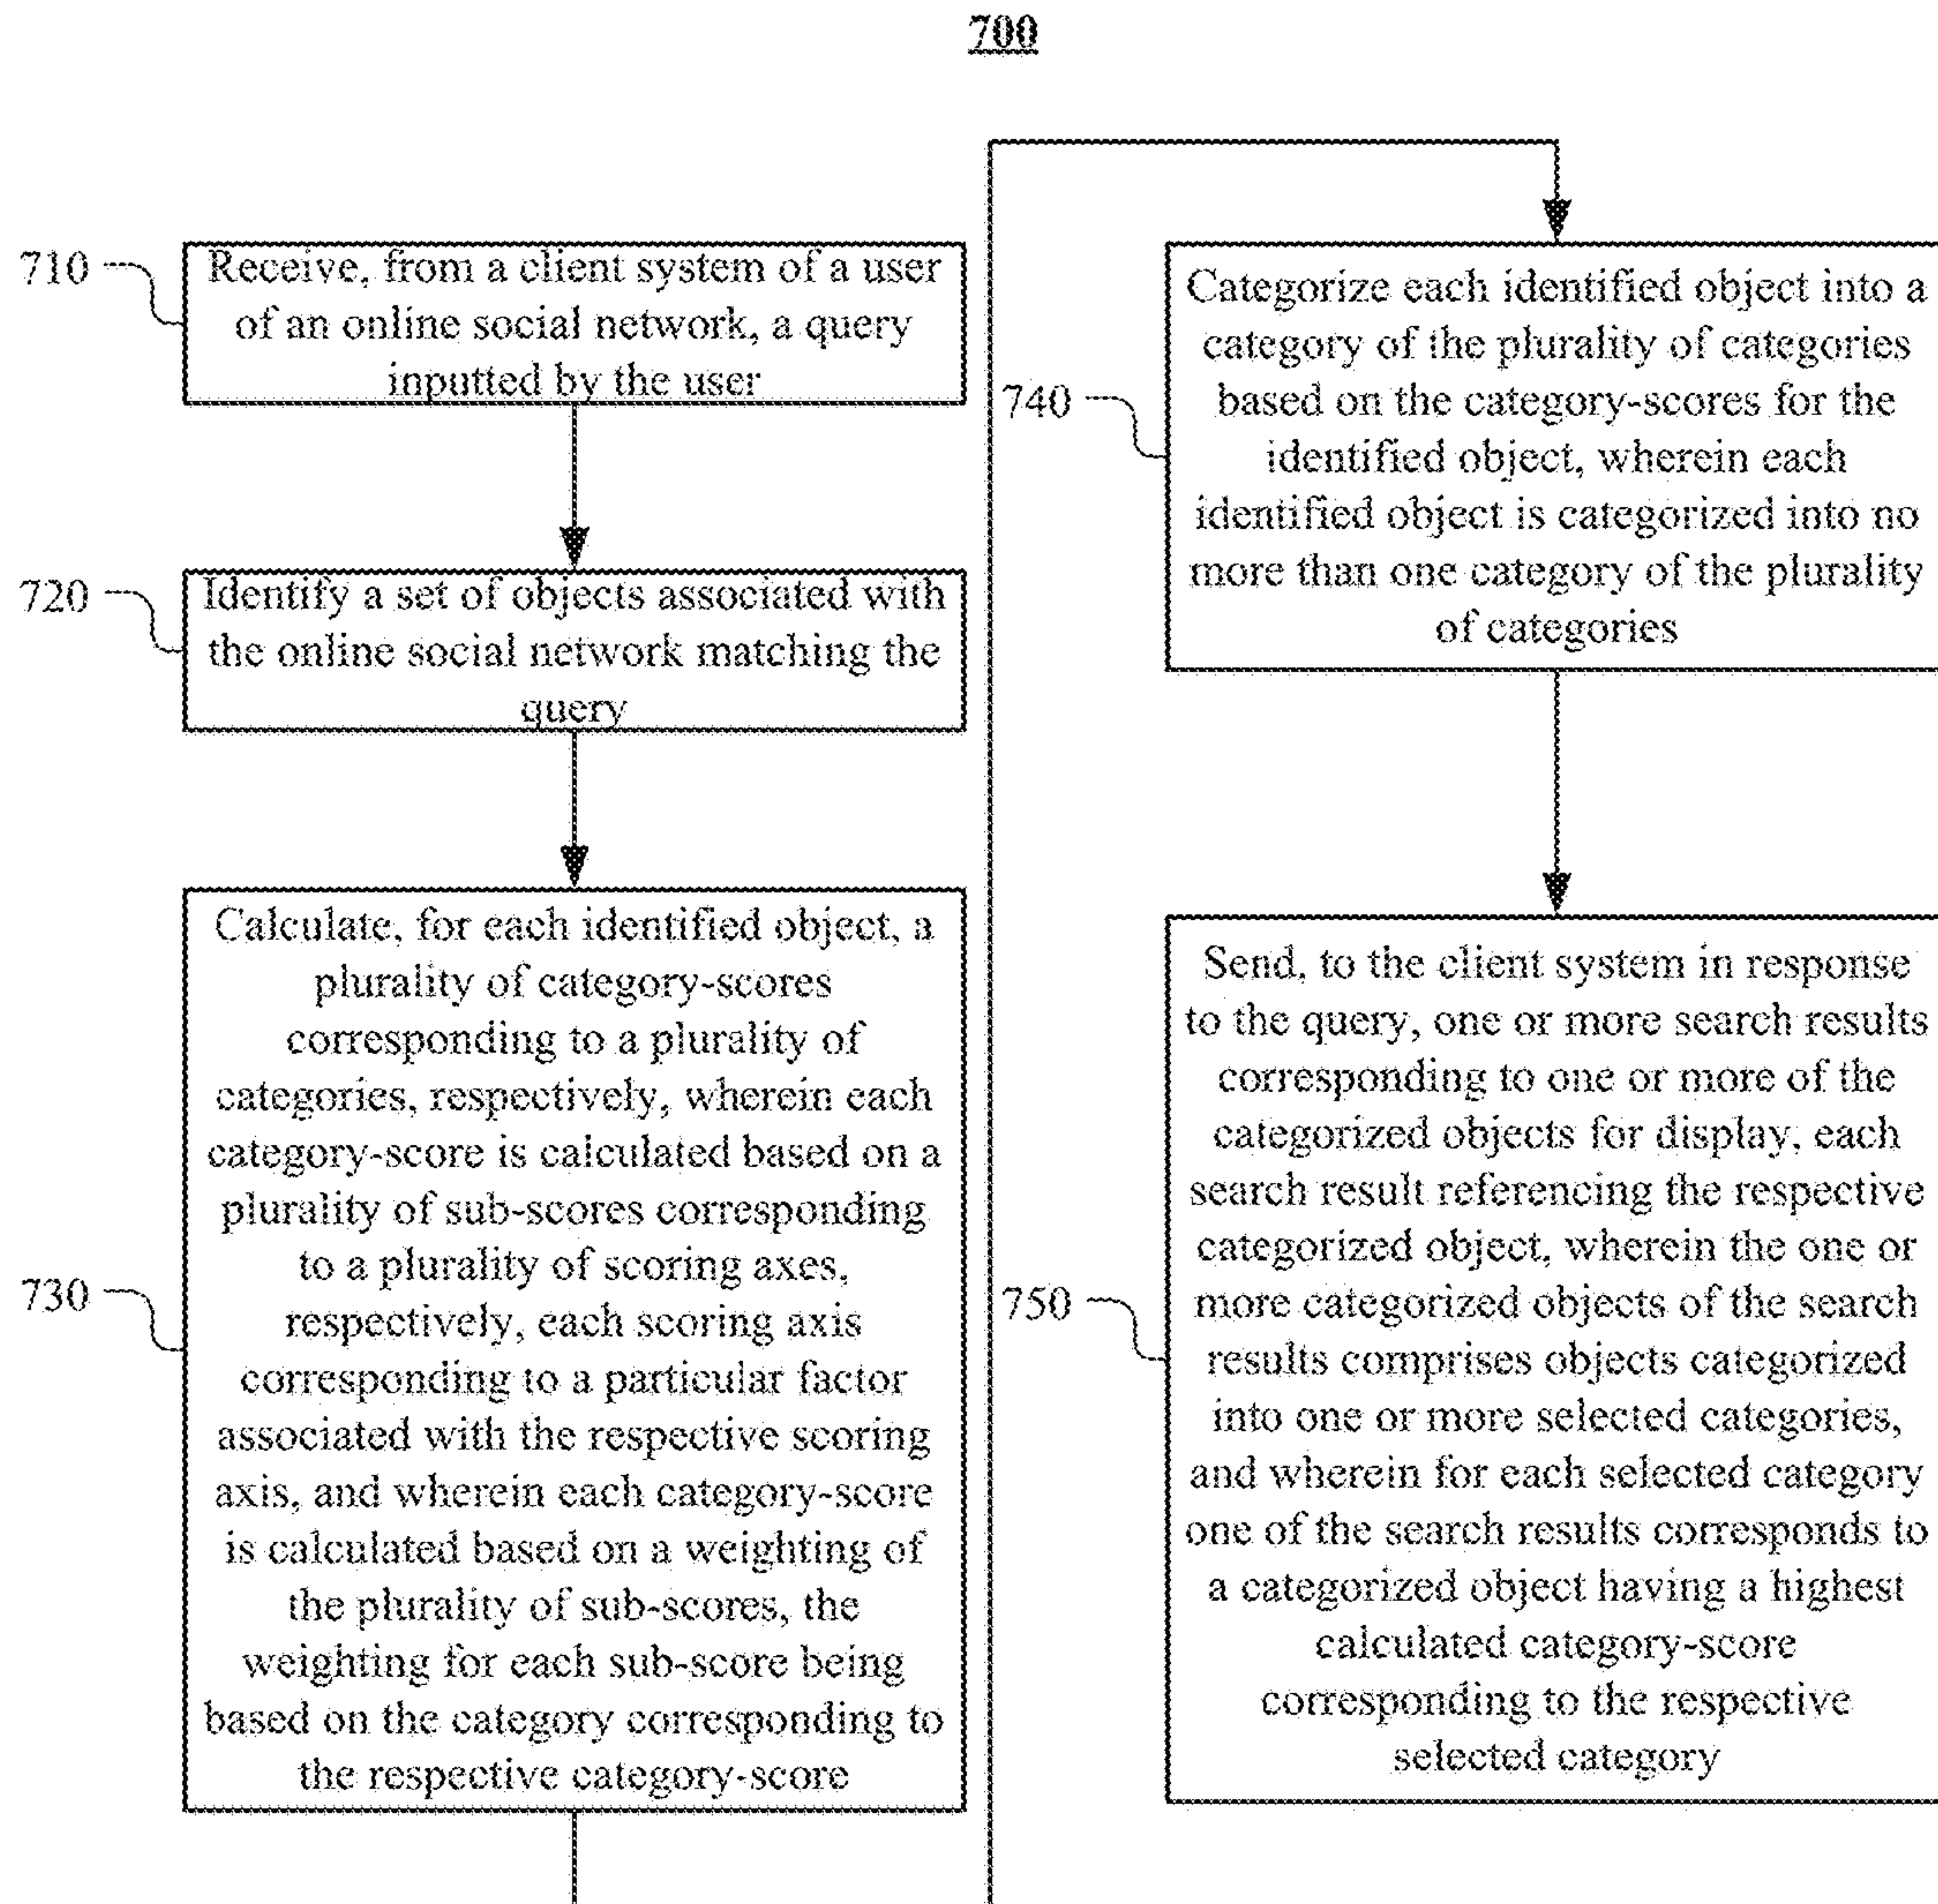 700
710
Receive, from a client system of a user
of an online social network, a query
inputted by the user
720
Identify a set of objects associated with
the online social network matching the
query
730
Calculate, for each identified object, a
plurality of category-scores
corresponding to a plurality of
categories, respectively, wherein each
category-score is calculated based on a
plurality of sub-scores corresponding
to a plurality of scoring axes,
respectively, each scoring axis
corresponding to a particular factor
associated with the respective scoring
axis, and wherein each category-score
is calculated based on a weighting of
the plurality of sub-scores, the
weighting for each sub-score being
based on the category corresponding to
the respective category-score
740
Categorize each identified object into a
category of the plurality of categories
based on the category-scores for the
identified object, wherein each
identified object is categorized into no
more than one category of the plurality
of categories
750
Send, to the client system in response
to the query, one or more search results
corresponding to one or more of the
categorized objects for display, each
search result referencing the respective
categorized object, wherein the one or
more categorized objects of the search
results comprises objects categorized
into one or more selected categories,
and wherein for each selected category
one of the search results corresponds to
a categorized object having a highest
calculated category-score
corresponding to the respective
selected category